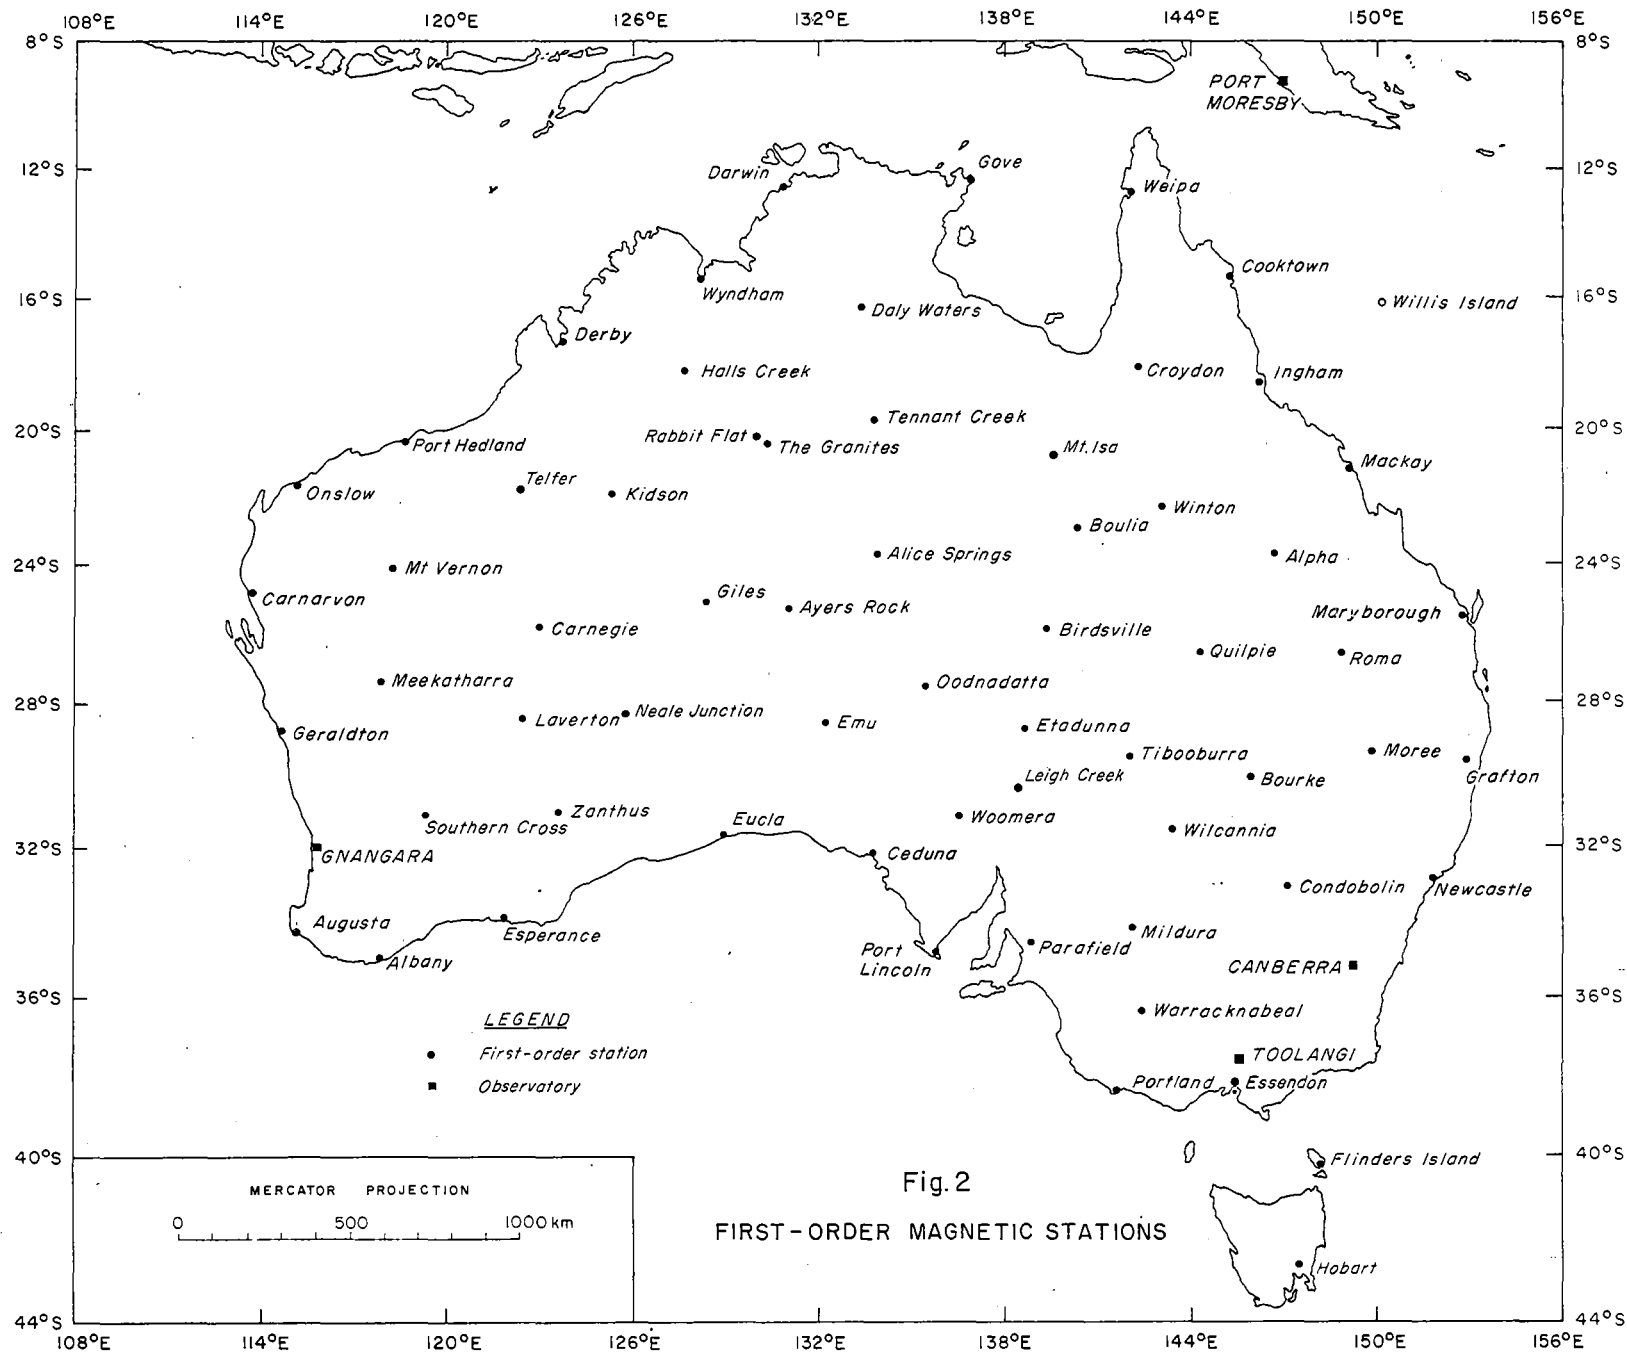 108°E 114°E 120°E 126°E 132°E 138°E 144°E 150°E 156°E
8°S 8°S
PORT
MORESBY
12°S 12°S
Darwin
Gove
Weipa
Cooktown
Wyndham
16°S 16°S
Willis Island
Daly Waters
Derby
Halls Creek
Croydon
Ingham
Tennant Creek
20°S 20°S
Rabbit Flat
The Granites
Port Hedland
Mt. Isa
Mackay
Telfer
Onslow
Kidson
Winton
Boulia
Alice Springs
Alpha
24°S 24°S
Mt Vernon
Giles
Carnarvon
Ayers Rock
Maryborough
Carnegie
Birdsville
Quilpie
Roma
Meekatharra
Oodnadatta
28°S 28°S
Laverton
Neale Junction
Emu
Etadunna
Geraldton
Tibooburra
Moree
Leigh Creek
Bourke
Grafton
Zanthus
Southern Cross
Eucla
Woomera
Wilcannia
32°S 32°S
GNANGARA
Ceduna
Condobolin
Newcastle
Augusta
Esperance
Mildura
Port
Lincoln
Parafield
Albany
CANBERRA
36°S 36°S
Warracknabeal
LEGEND
First-order station
Observatory
TOOLANGI
Portland
Essendon
40°S 40°S
Flinders Island
MERCATOR PROJECTION
0 500 1000 km
Fig. 2
FIRST-ORDER MAGNETIC STATIONS
Hobart
44°S 44°S
108°E 114°E 120°E 126°E 132°E 138°E 144°E 150°E 156°E